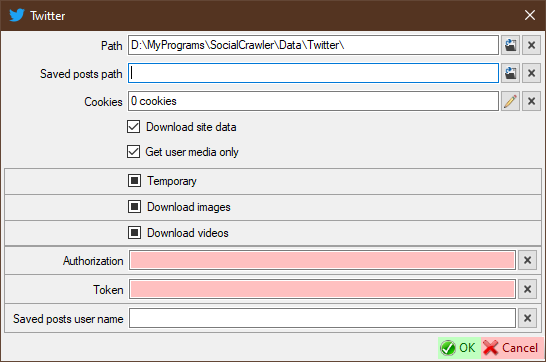 Twitter
Path D:\MyPrograms\SocialCrawler\Data\Twitter\
Saved posts path
Cookies 0 cookies
Download site data
Get user media only
Temporary
Download images
Download videos
Authorization
Token
Saved posts user name
OK Cancel